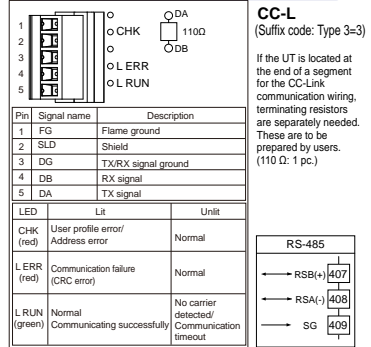 1
2
3
4
5
CHK
L ERR
L RUN
DA
110Ω
DB
Pin Signal name Description
1 FG Flame ground
2 SLD Shield
3 DG TX/RX signal ground
4 DB RX signal
5 DA TX signal
LED Lit Unlit
CHK (red) User profile error/ Address error Normal
L ERR (red) Communication failure (CRC error) Normal
L RUN (green) Normal Communicating successfully No carrier detected/ Communication timeout
CC-L
(Suffix code: Type 3=3)
If the UT is located at
the end of a segment
for the CC-Link
communication wiring,
terminating resistors
are separately needed.
These are to be
prepared by users.
(110 Ω: 1 pc.)
RS-485
RSB(+) 407
RSA(-) 408
SG 409